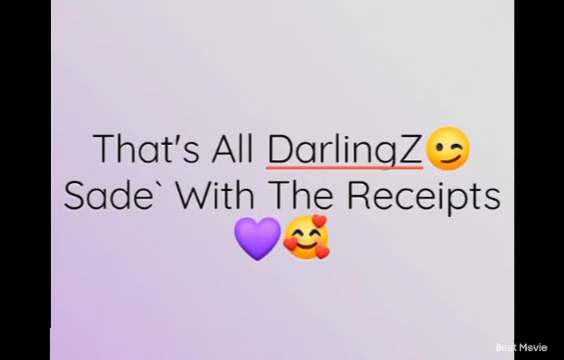 That's All DarlingZ😉
Sade` With The Receipts
💜🥰
Best Movie